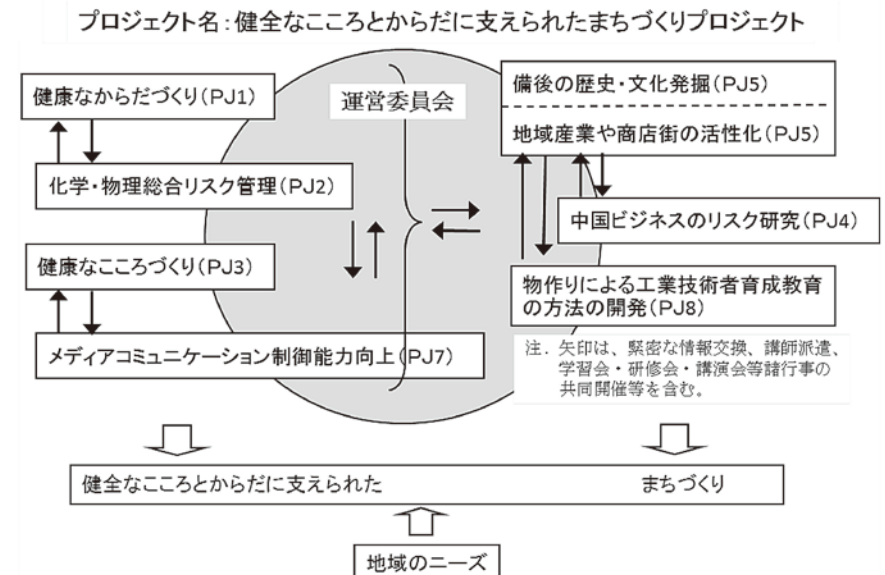 プロジェクト名:健全なこころとからだに支えられたまちづくりプロジェクト
健康なからだづくり(PJ1)
化学・物理総合リスク管理(PJ2)
健康なこころづくり(PJ3)
メディアコミュニケーション制御能力向上(PJ7)
運営委員会
備後の歴史・文化発掘(PJ5)
地域産業や商店街の活性化(PJ5)
中国ビジネスのリスク研究(PJ4)
物作りによる工業技術者育成教育
の方法の開発(PJ8)
注. 矢印は、緊密な情報交換、講師派遣、
学習会・研修会・講演会等諸行事の
共同開催等を含む。
健全なこころとからだに支えられた まちづくり
地域のニーズ